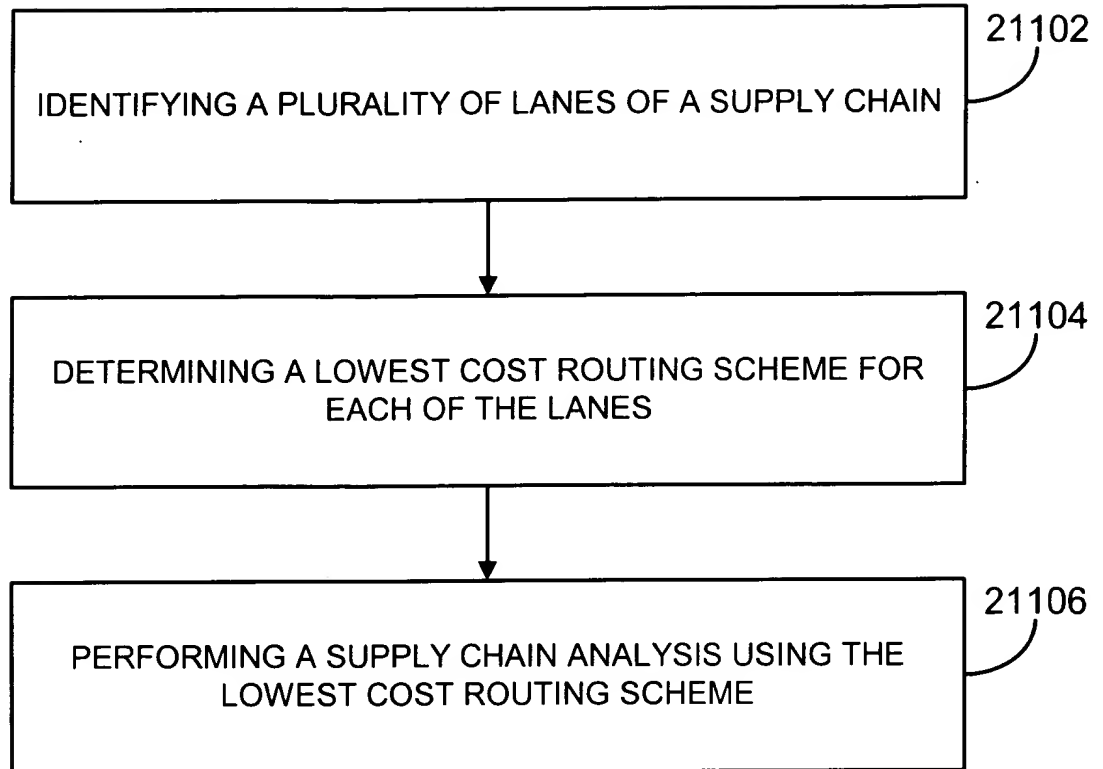 21102
IDENTIFYING A PLURALITY OF LANES OF A SUPPLY CHAIN
21104
DETERMINING A LOWEST COST ROUTING SCHEME FOR
EACH OF THE LANES
21106
PERFORMING A SUPPLY CHAIN ANALYSIS USING THE
LOWEST COST ROUTING SCHEME